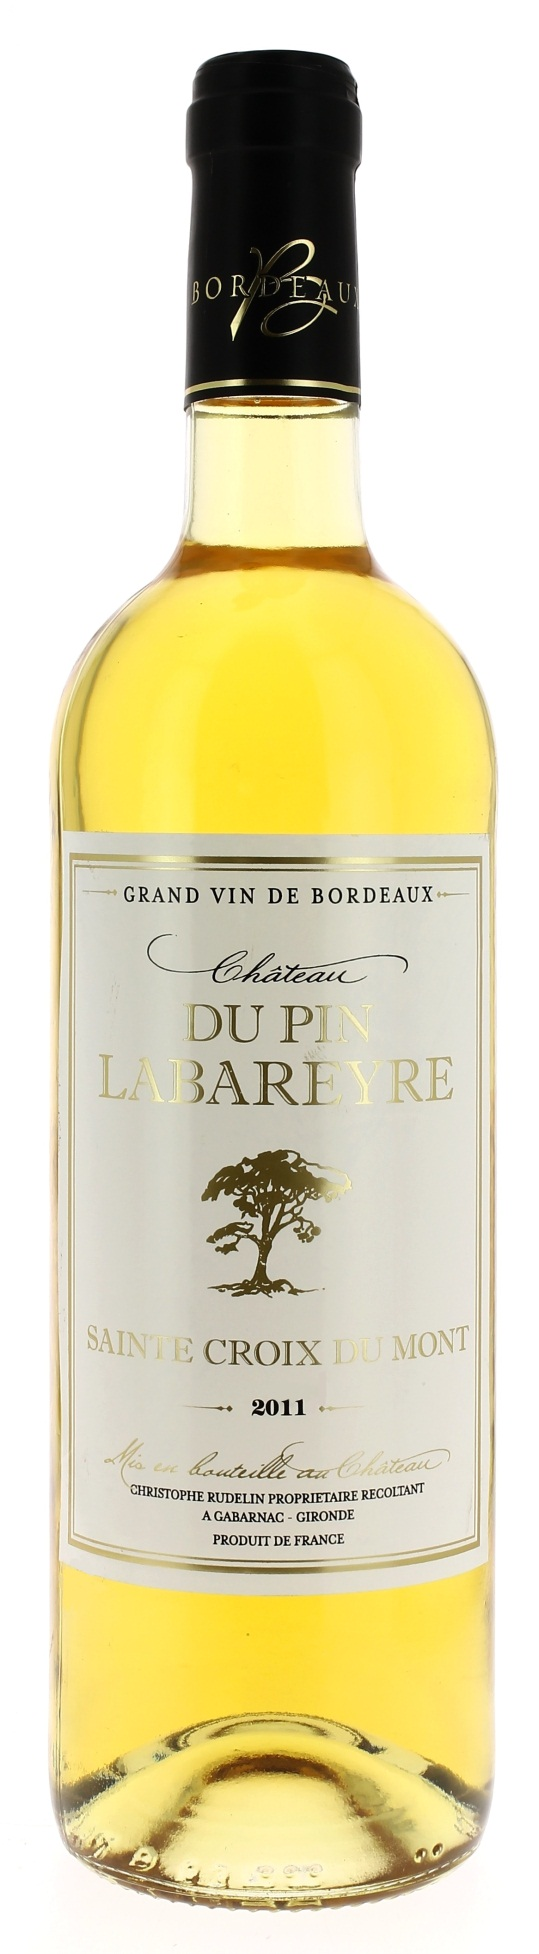 BORDEAUX
GRAND VIN DE BORDEAUX
Château
DU PIN
LABAREYRE
SAINTE CROIX DU MONT
2011
Mis en bouteille au Château
CHRISTOPHE RUDELIN PROPRIETAIRE RECOLTANT
A GABARNAC - GIRONDE
PRODUIT DE FRANCE